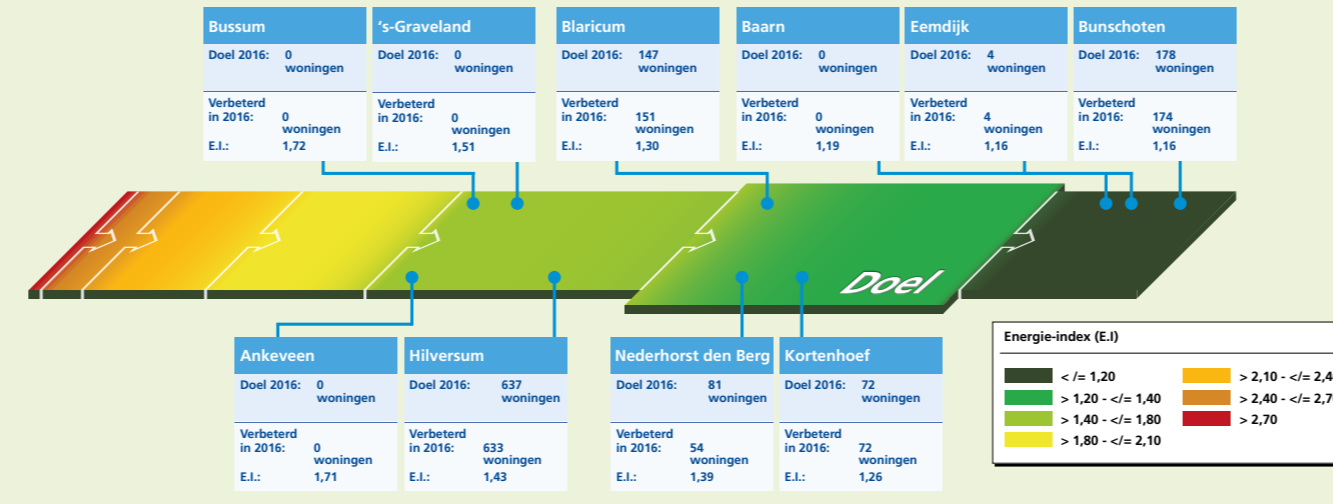 Bussum
Doel 2016: 0
woningen
Verbeterd
in 2016: 0
woningen
E.I.: 1,72
‘s-Graveland
Doel 2016: 0
woningen
Verbeterd
in 2016: 0
woningen
E.I.: 1,51
Blaricum
Doel 2016: 147
woningen
Verbeterd
in 2016: 151
woningen
E.I.: 1,30
Baarn
Doel 2016: 0
woningen
Verbeterd
in 2016: 0
woningen
E.I.: 1,19
Eemdijk
Doel 2016: 4
woningen
Verbeterd
in 2016: 4
woningen
E.I.: 1,16
Bunschoten
Doel 2016: 178
woningen
Verbeterd
in 2016: 174
woningen
E.I.: 1,16
Doel
Ankeveen
Doel 2016: 0
woningen
Verbeterd
in 2016: 0
woningen
E.I.: 1,71
Hilversum
Doel 2016: 637
woningen
Verbeterd
in 2016: 633
woningen
E.I.: 1,43
Nederhorst den Berg
Doel 2016: 81
woningen
Verbeterd
in 2016: 54
woningen
E.I.: 1,39
Kortenhoef
Doel 2016: 72
woningen
Verbeterd
in 2016: 72
woningen
E.I.: 1,26
Energie-index (E.I)
< /= 1,20
> 1,20 - </= 1,40
> 1,40 - </= 1,80
> 1,80 - </= 2,10
> 2,10 - </=
> 2,40 - </=
> 2,70